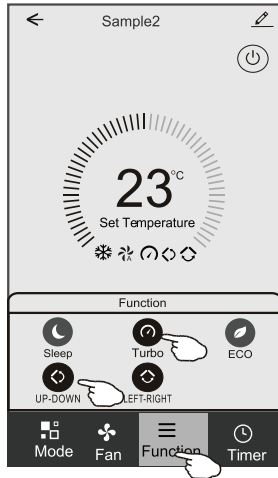 Sample2
23°C
Set Temperature
A
Function
Sleep Turbo ECO
UP-DOWN LEFT-RIGHT
Mode Fan Function Timer